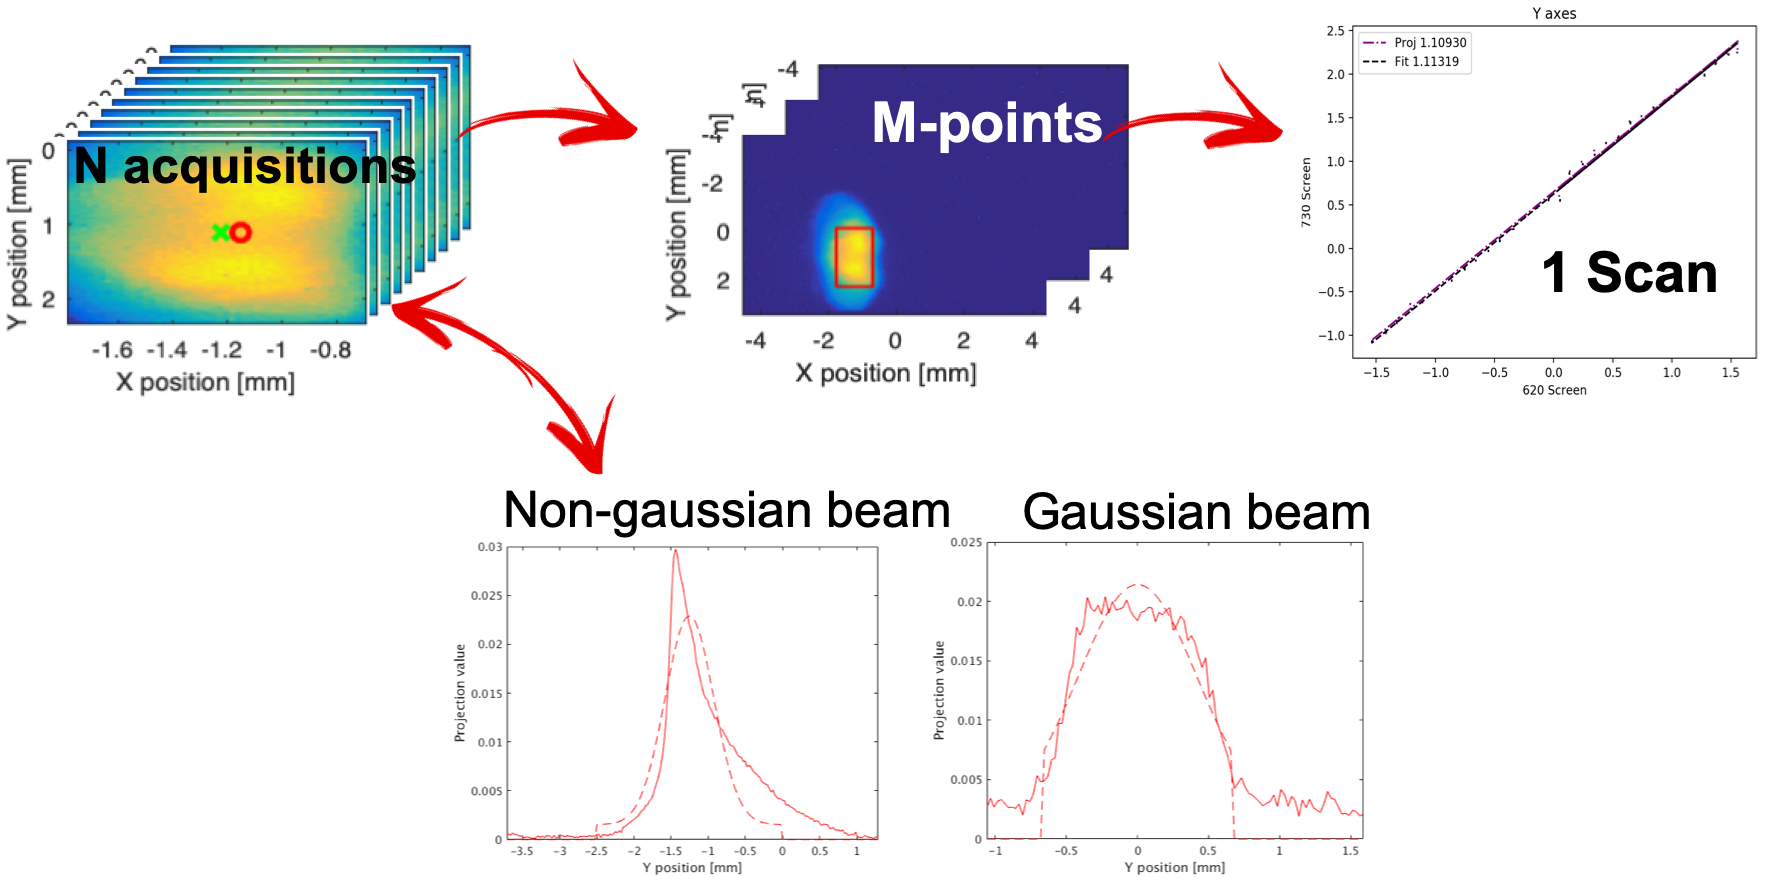 N acquisitions
0
1
2
Y position [mm]
-1.6 -1.4 -1.2 -1 -0.8
X position [mm]
M-points
-4
-4
-2
0
2
Y position [mm]
-4 -2 0 2 4
4
4
X position [mm]
Y axes
Proj 1.10930
Fit 1.11319
2.5
2.0
1.5
1.0
0.5
0.0
−0.5
−1.0
730 Screen
1 Scan
−1.5 −1.0 −0.5 0.0 0.5 1.0 1.5
620 Screen
Non-gaussian beam
0.03
0.025
0.02
0.015
0.01
0.005
0
Projection value
-3.5 -3 -2.5 -2 -1.5 -1 -0.5 0 0.5 1
Y position [mm]
Gaussian beam
0.025
0.02
0.015
0.01
0.005
0
Projection value
-1 -0.5 0 0.5 1 1.5
Y position [mm]